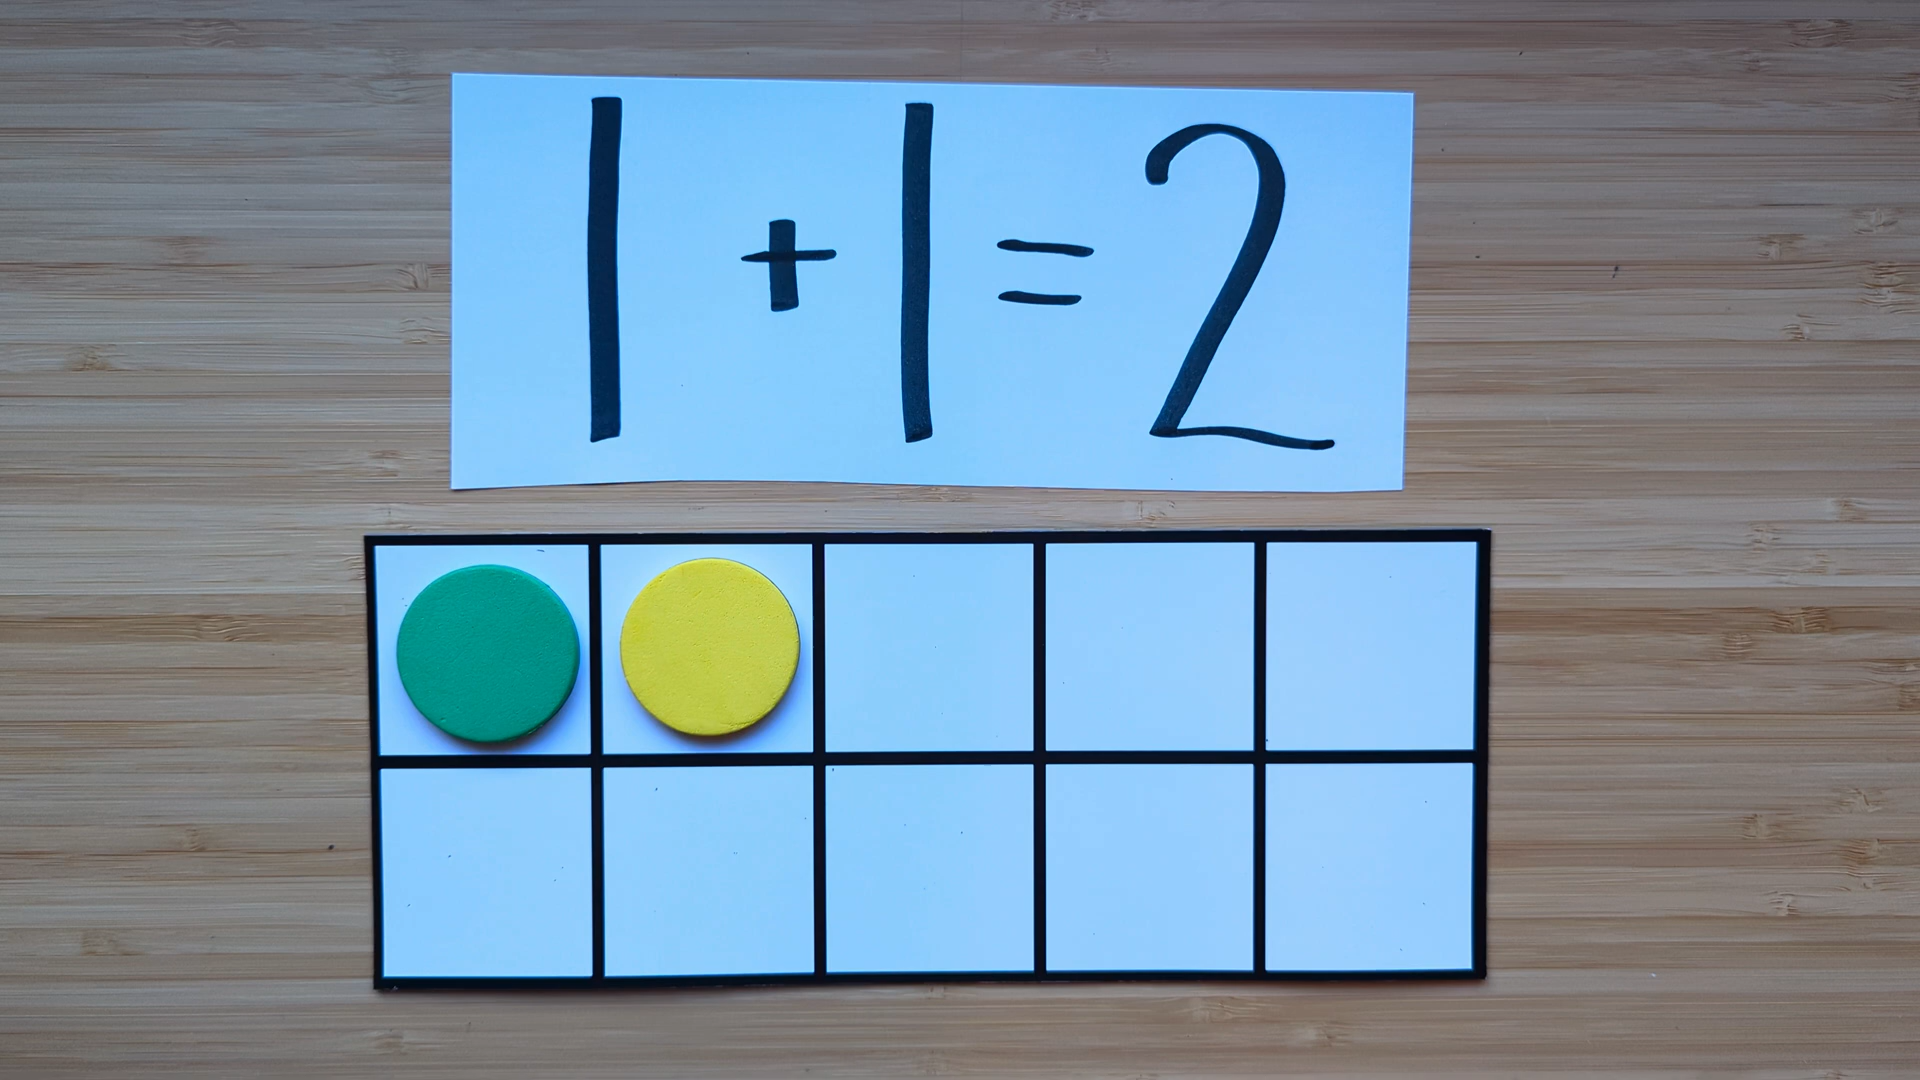 1 + 1 = 2